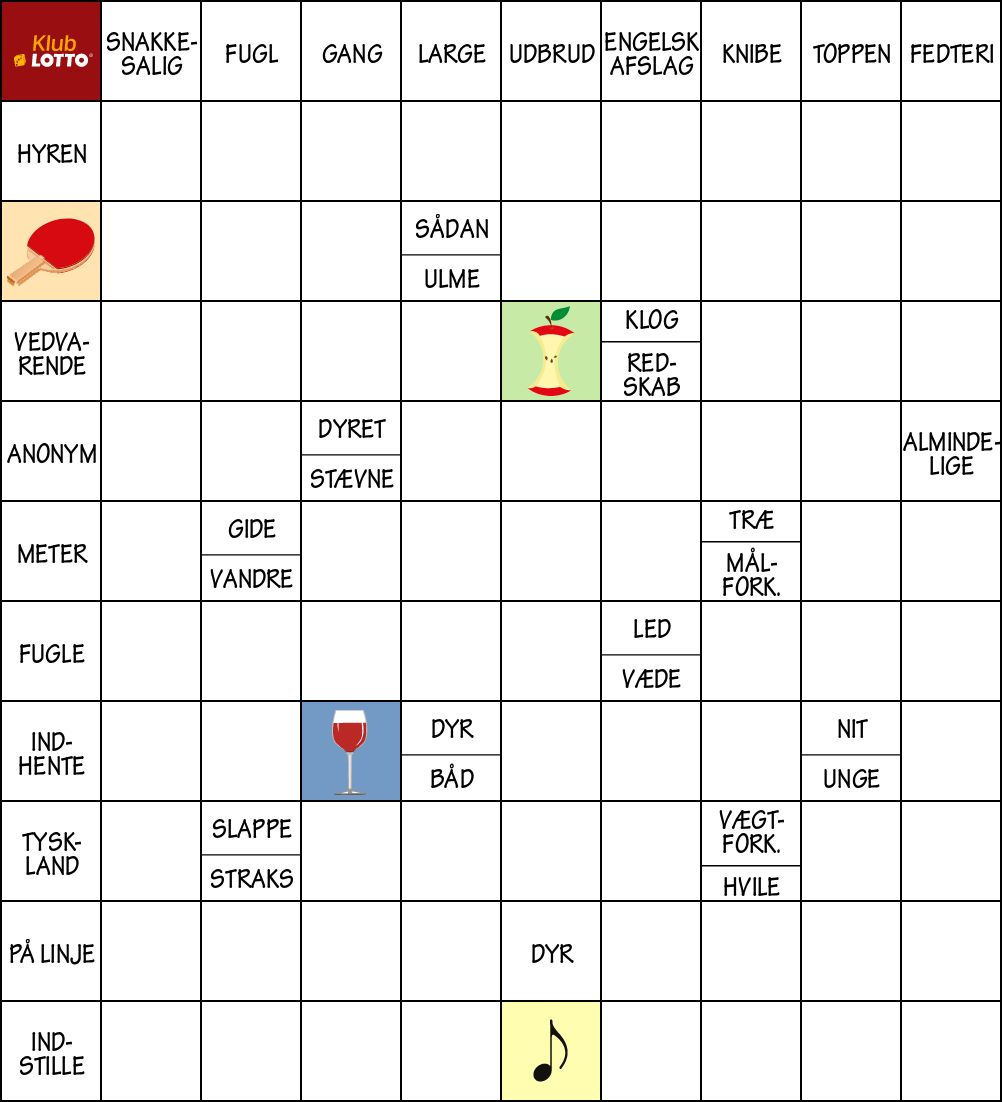 Klub
LOTTO
SNAKKE-
SALIG
FUGL
GANG
LARGE
UDBRUD
ENGELSK
AFSLAG
KNIBE
TOPPEN
FEDTERI
HYREN
SÅDAN
ULME
VEDVA-
RENDE
KLOG
RED-
SKAB
ANONYM
DYRET
STÆVNE
ALMINDE-
LIGE
METER
GIDE
VANDRE
TRÆ
MÅL-
FORK.
FUGLE
LED
VÆDE
IND-
HENTE
DYR
BÅD
NIT
UNGE
TYSK-
LAND
SLAPPE
STRAKS
VÆGT-
FORK.
HVILE
PÅ LINJE
DYR
IND-
STILLE